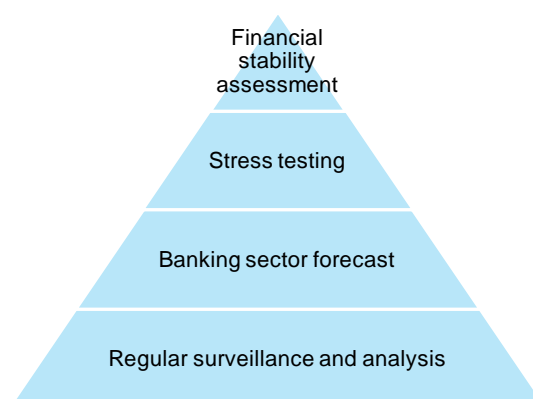 Financial
stability
assessment
Stress testing
Banking sector forecast
Regular surveillance and analysis